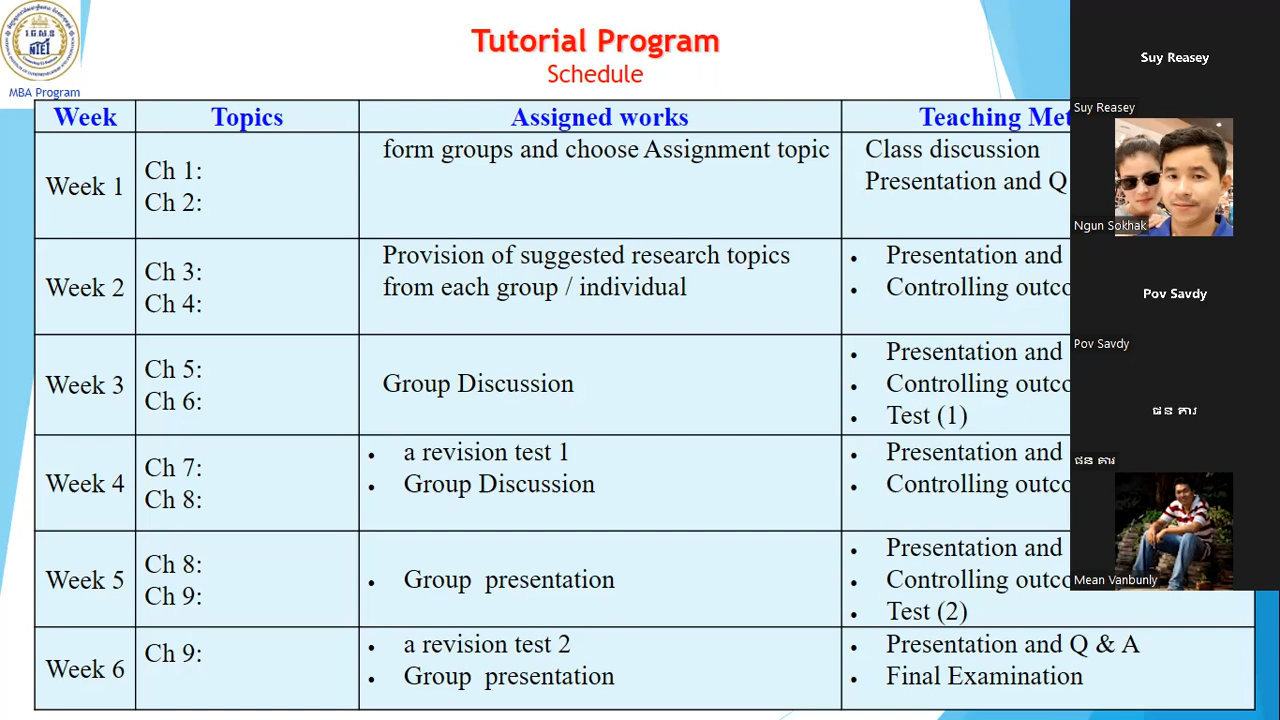 Tutorial Program
Schedule
I.G.N.S
NIEI
MBA Program
Week Topics Assigned works Teaching Met
Week 1
Ch 1:
Ch 2:
form groups and choose Assignment topic
Class discussion
Presentation and Q
Week 2
Ch 3:
Ch 4:
Provision of suggested research topics
from each group / individual
• Presentation and
• Controlling outco
Week 3
Ch 5:
Ch 6:
Group Discussion
• Presentation and
• Controlling outco
• Test (1)
Week 4
Ch 7:
Ch 8:
• a revision test 1
• Group Discussion
• Presentation and
• Controlling outco
Week 5
Ch 8:
Ch 9:
• Group presentation
• Presentation and
• Controlling outco
• Test (2)
Week 6
Ch 9:
• a revision test 2
• Group presentation
• Presentation and Q & A
• Final Examination
Suy Reasey
Suy Reasey
Ngun Sokhak
Pov Savdy
Pov Savdy
ផន ភារ
ផន ភារ
Mean Vanbunly